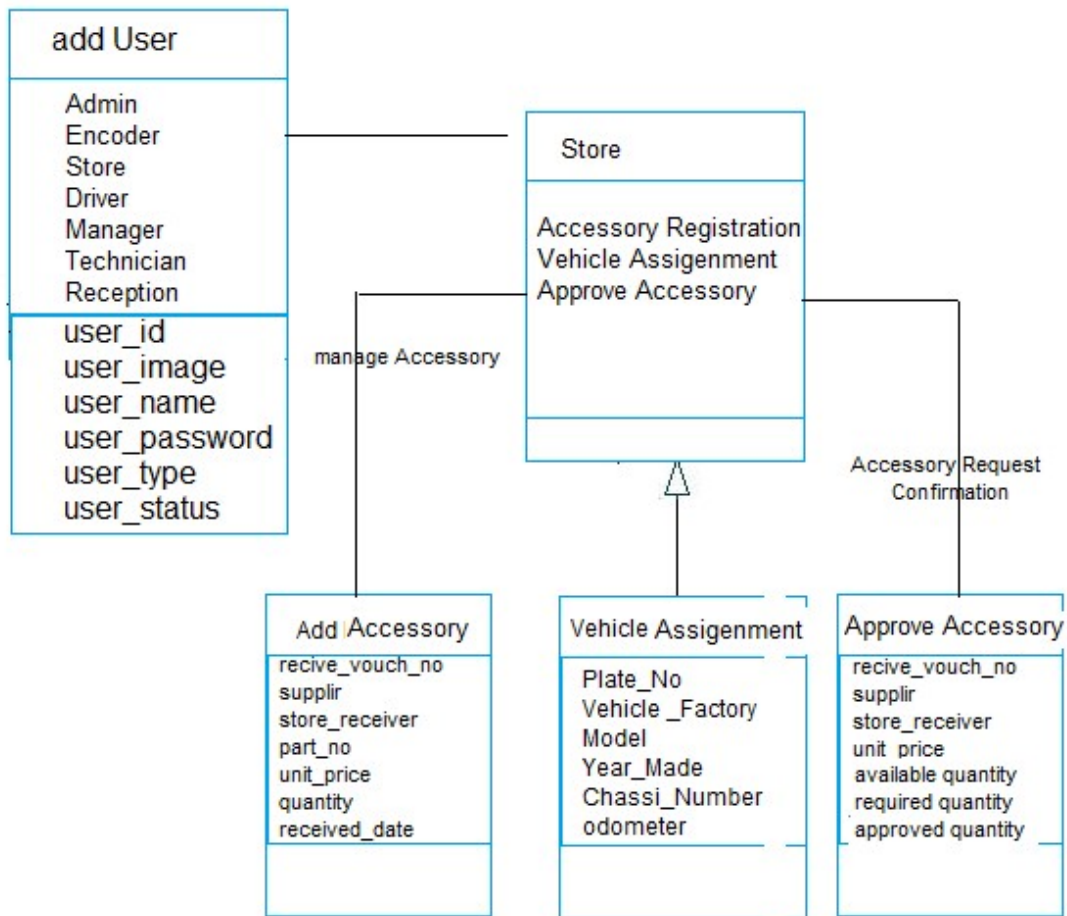 add User
Admin
Encoder
Store
Driver
Manager
Technician
Reception
user_id
user_image
user_name
user_password
user_type
user_status
Store
Accessory Registration
Vehicle Assigenment
Approve Accessory
manage Accessory
Accessory Request
Confirmation
Add Accessory
recive_vouch_no
supplir
store_receiver
part_no
unit_price
quantity
received_date
Vehicle Assigenment
Plate_No
Vehicle _Factory
Model
Year_Made
Chassi_Number
odometer
Approve Accessory
recive_vouch_no
supplir
store_receiver
unit_price
available quantity
required quantity
approved quantity